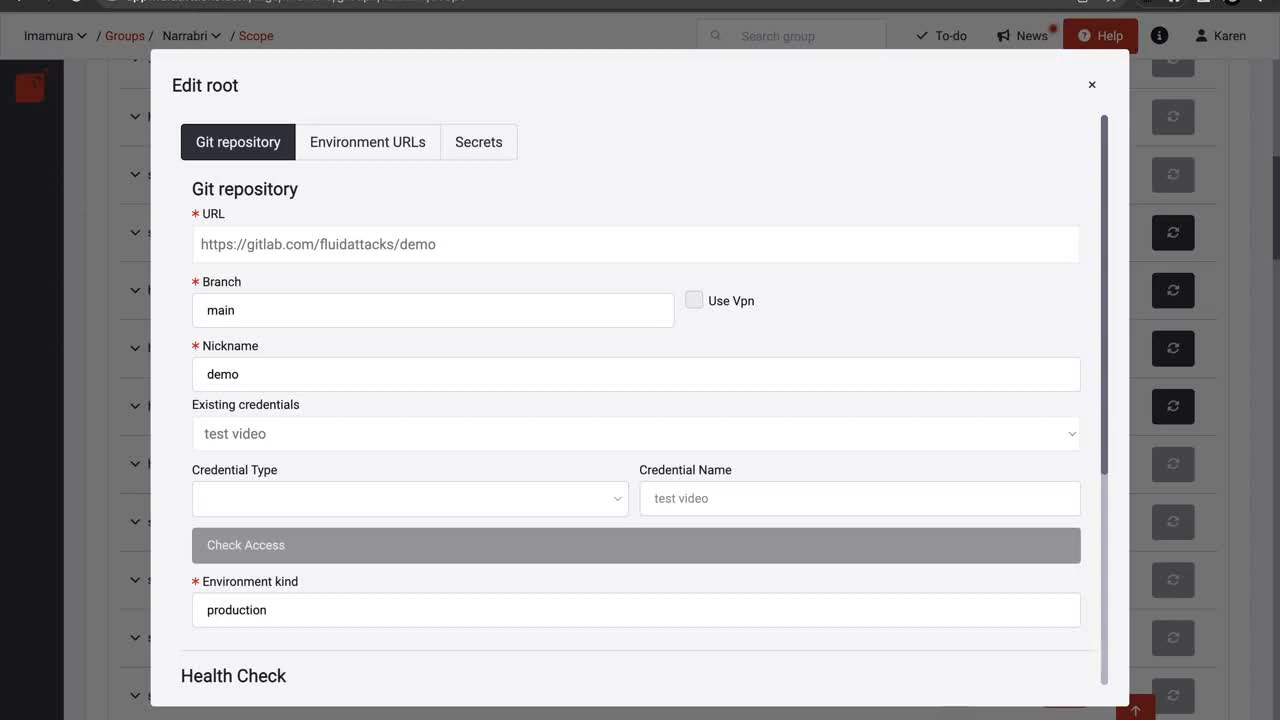 Imamura / Groups / Narrabri / Scope
Search group
To-do
News
Help
Karen
Edit root
×
Git repository
Environment URLs
Secrets
Git repository
* URL
https://gitlab.com/fluidattacks/demo
* Branch
main
Use Vpn
* Nickname
demo
Existing credentials
test video
Credential Type
Credential Name
test video
Check Access
* Environment kind
production
Health Check